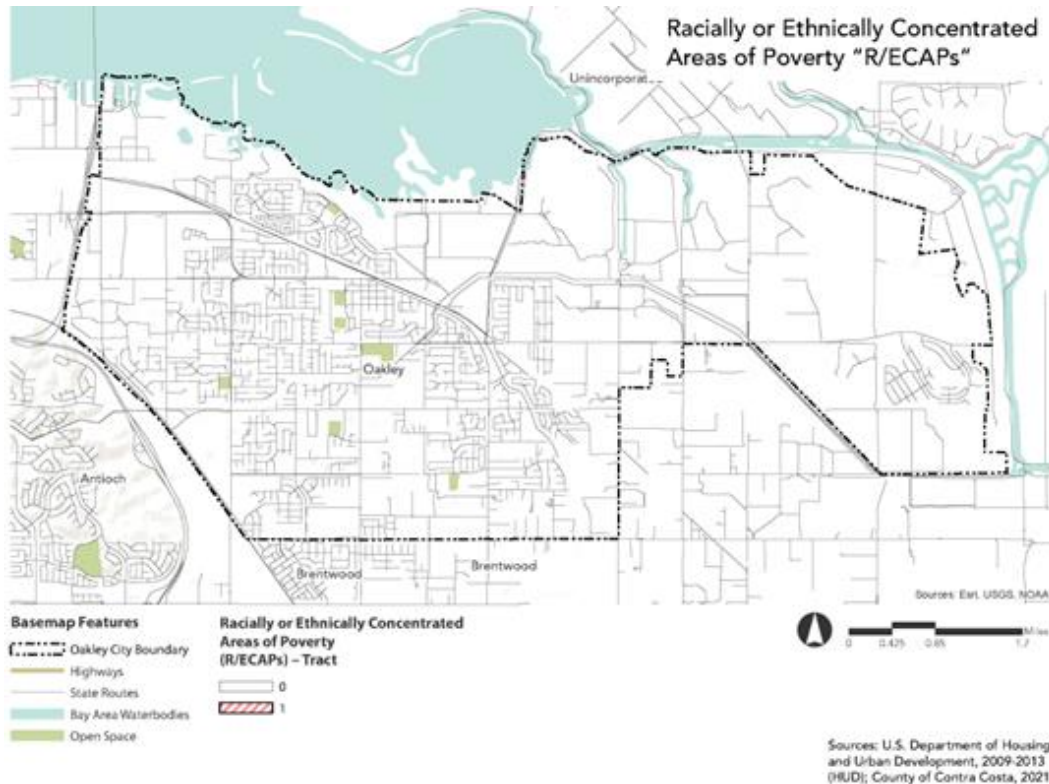 Racially or Ethnically Concentrated
Areas of Poverty "R/ECAPs"
Unincorporat..
Oakley
Antioch
Brentwood
Brentwood
Sources: Esri, USGS, NOAA
Basemap Features
Oakley City Boundary
Highways
State Routes
Bay Area Waterbodies
Open Space
Racially or Ethnically Concentrated
Areas of Poverty
(R/ECAPs) – Tract
0
1
Miles
0 0.425 0.85 1.7
Sources: U.S. Department of Housing
and Urban Development, 2009-2013
(HUD); County of Contra Costa, 2021